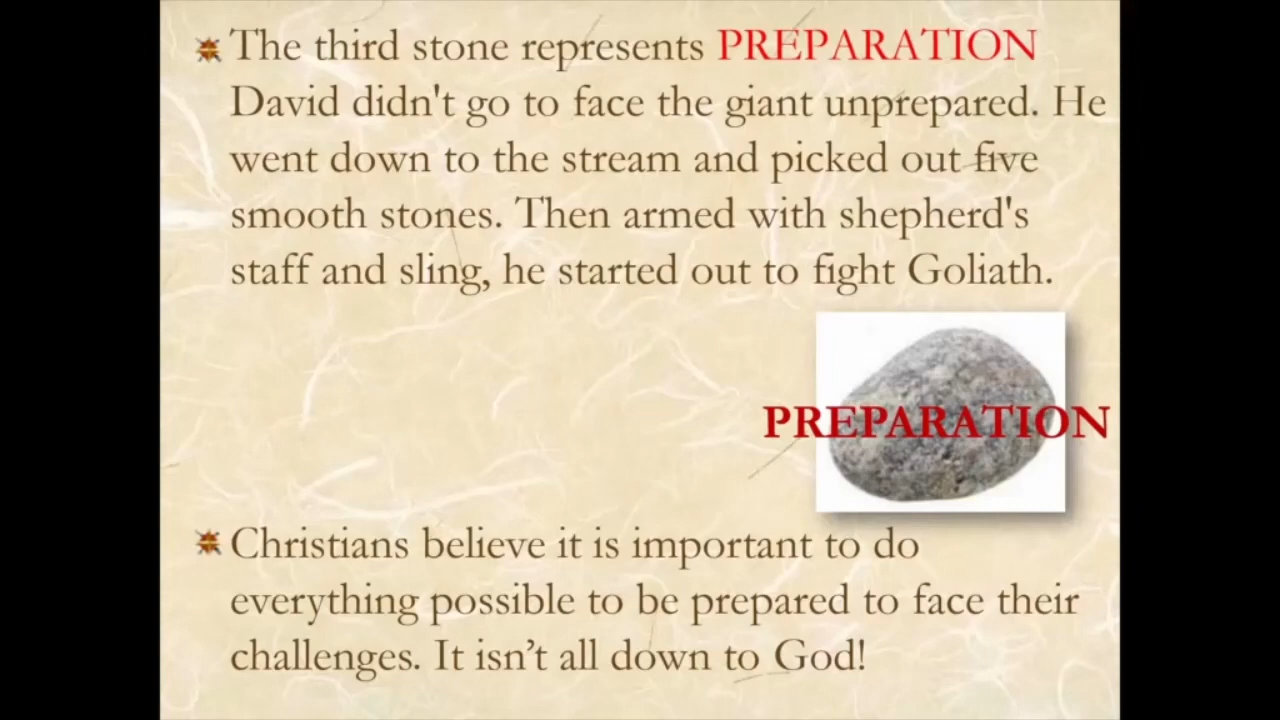 The third stone represents PREPARATION
David didn't go to face the giant unprepared. He
went down to the stream and picked out five
smooth stones. Then armed with shepherd's
staff and sling, he started out to fight Goliath.
PREPARATION
Christians believe it is important to do
everything possible to be prepared to face their
challenges. It isn’t all down to God!